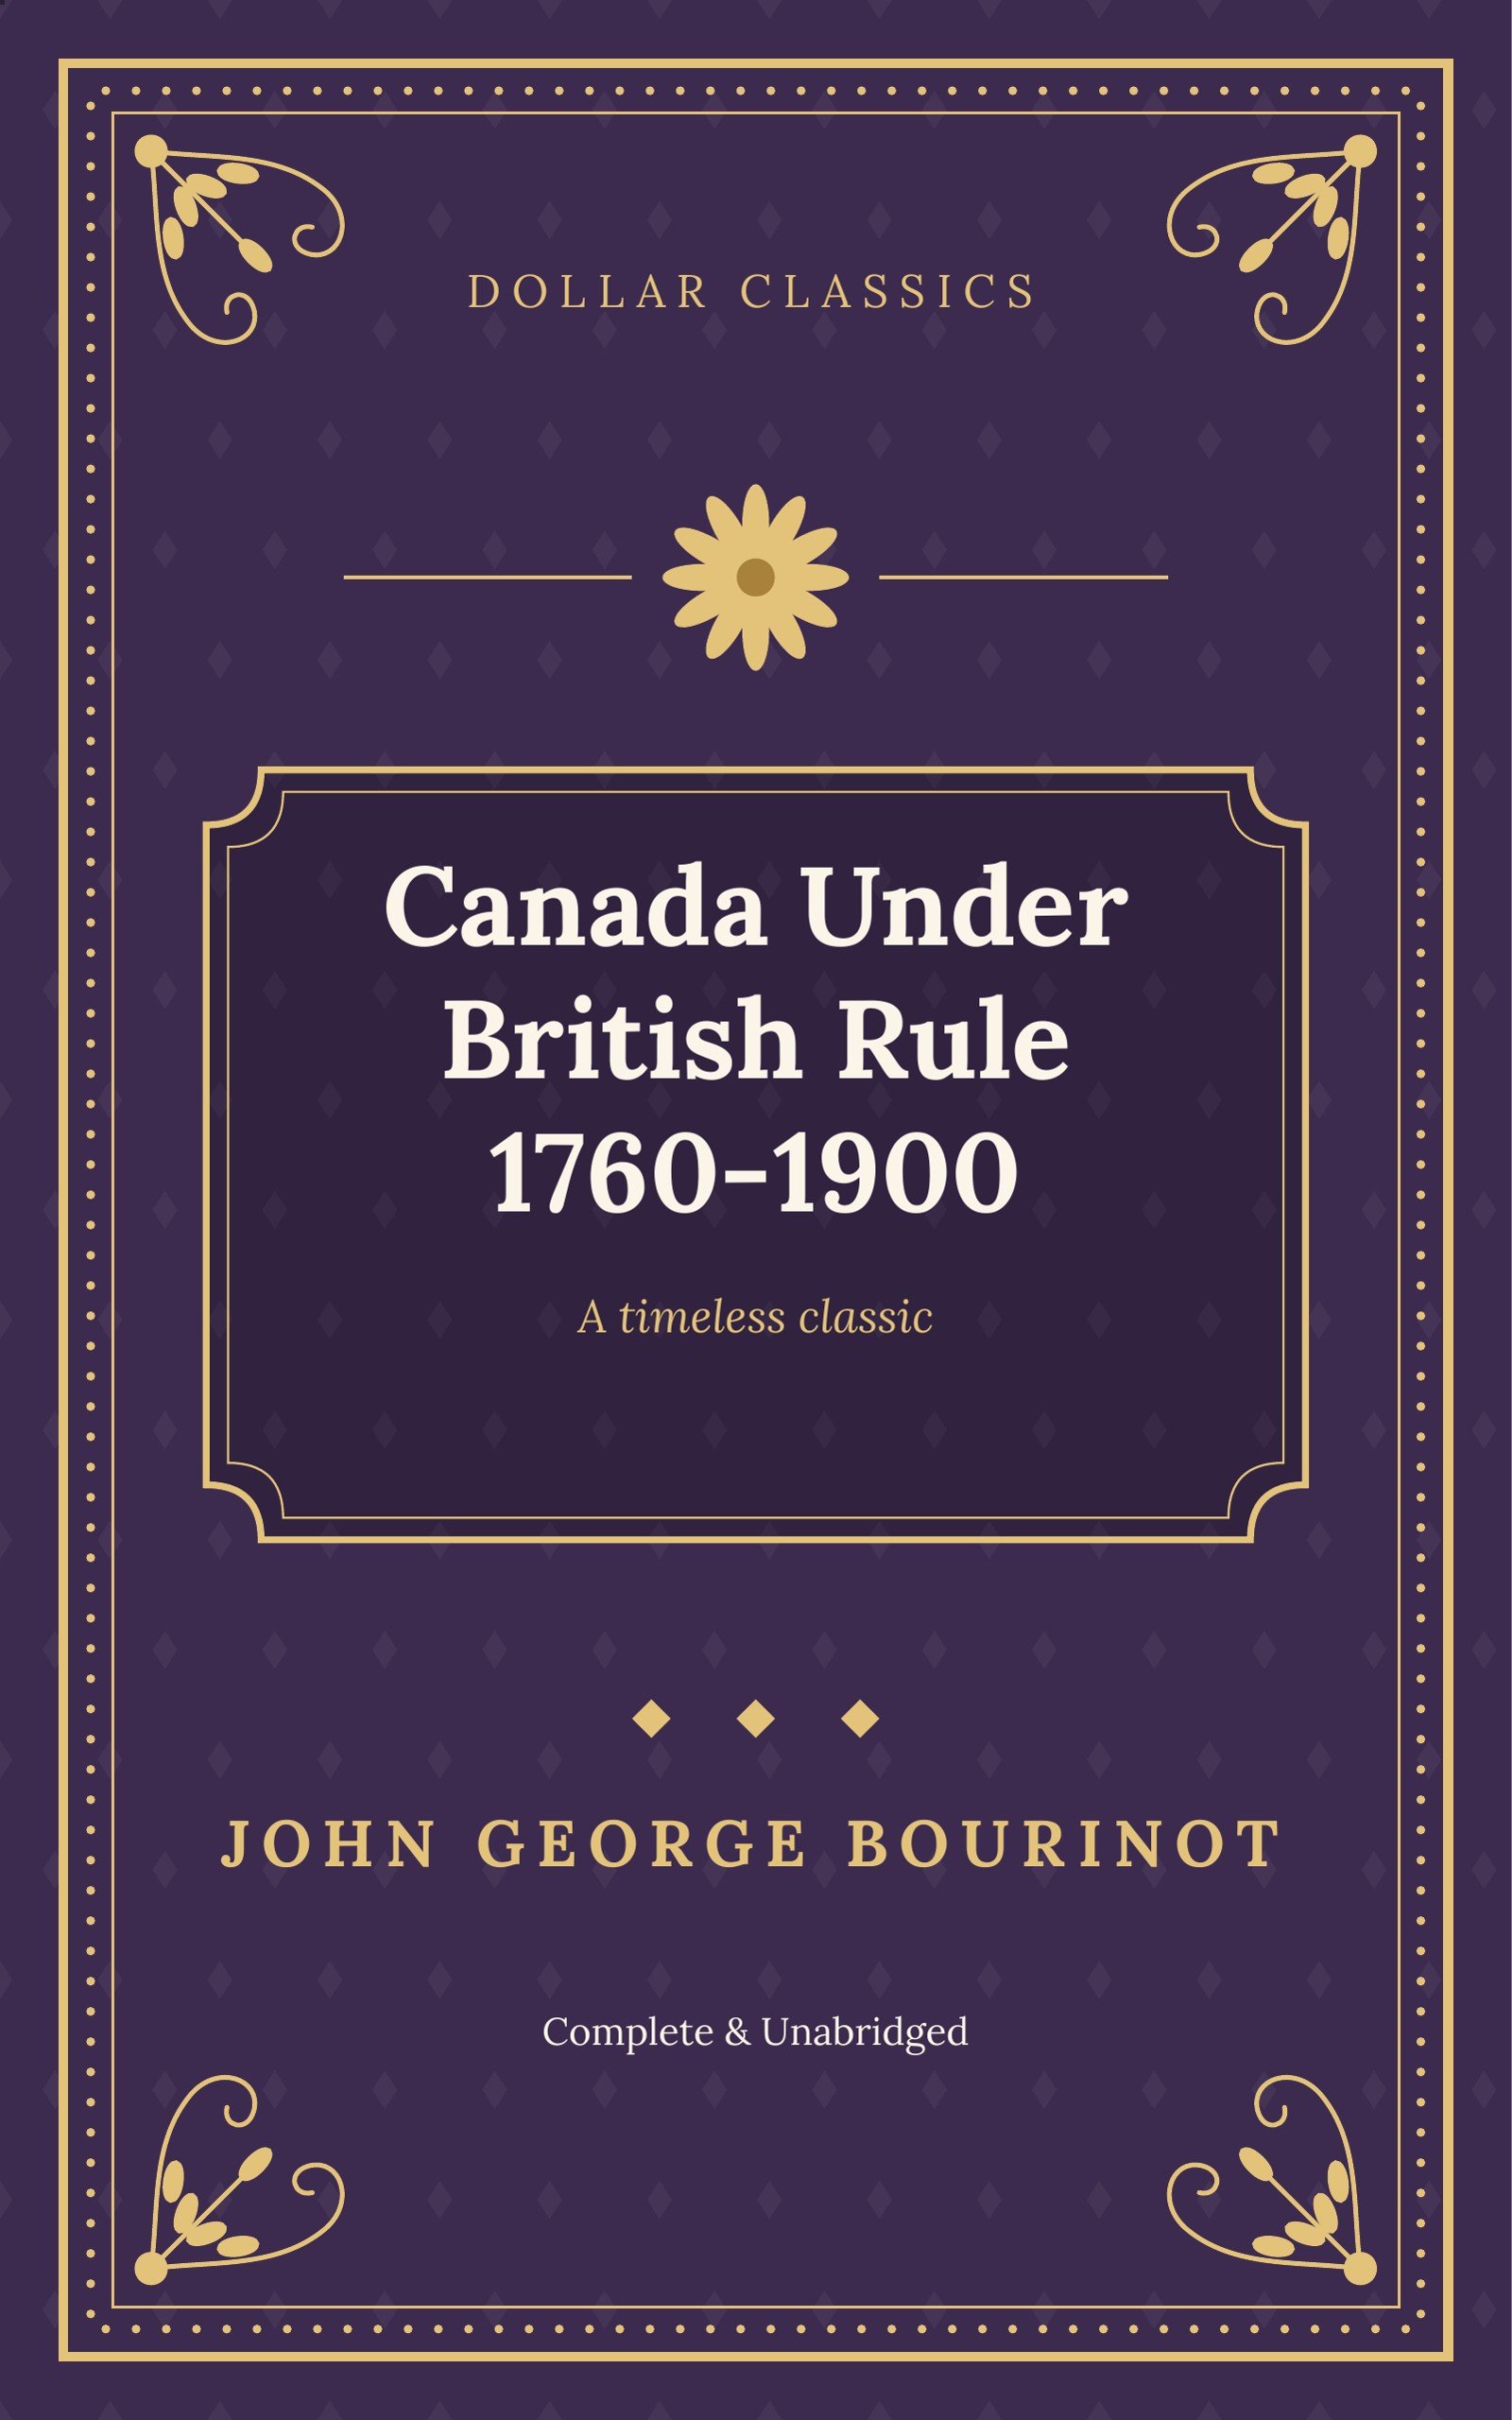 DOLLAR CLASSICS
Canada Under
British Rule
1760-1900
A timeless classic
JOHN GEORGE BOURINOT
Complete & Unabridged